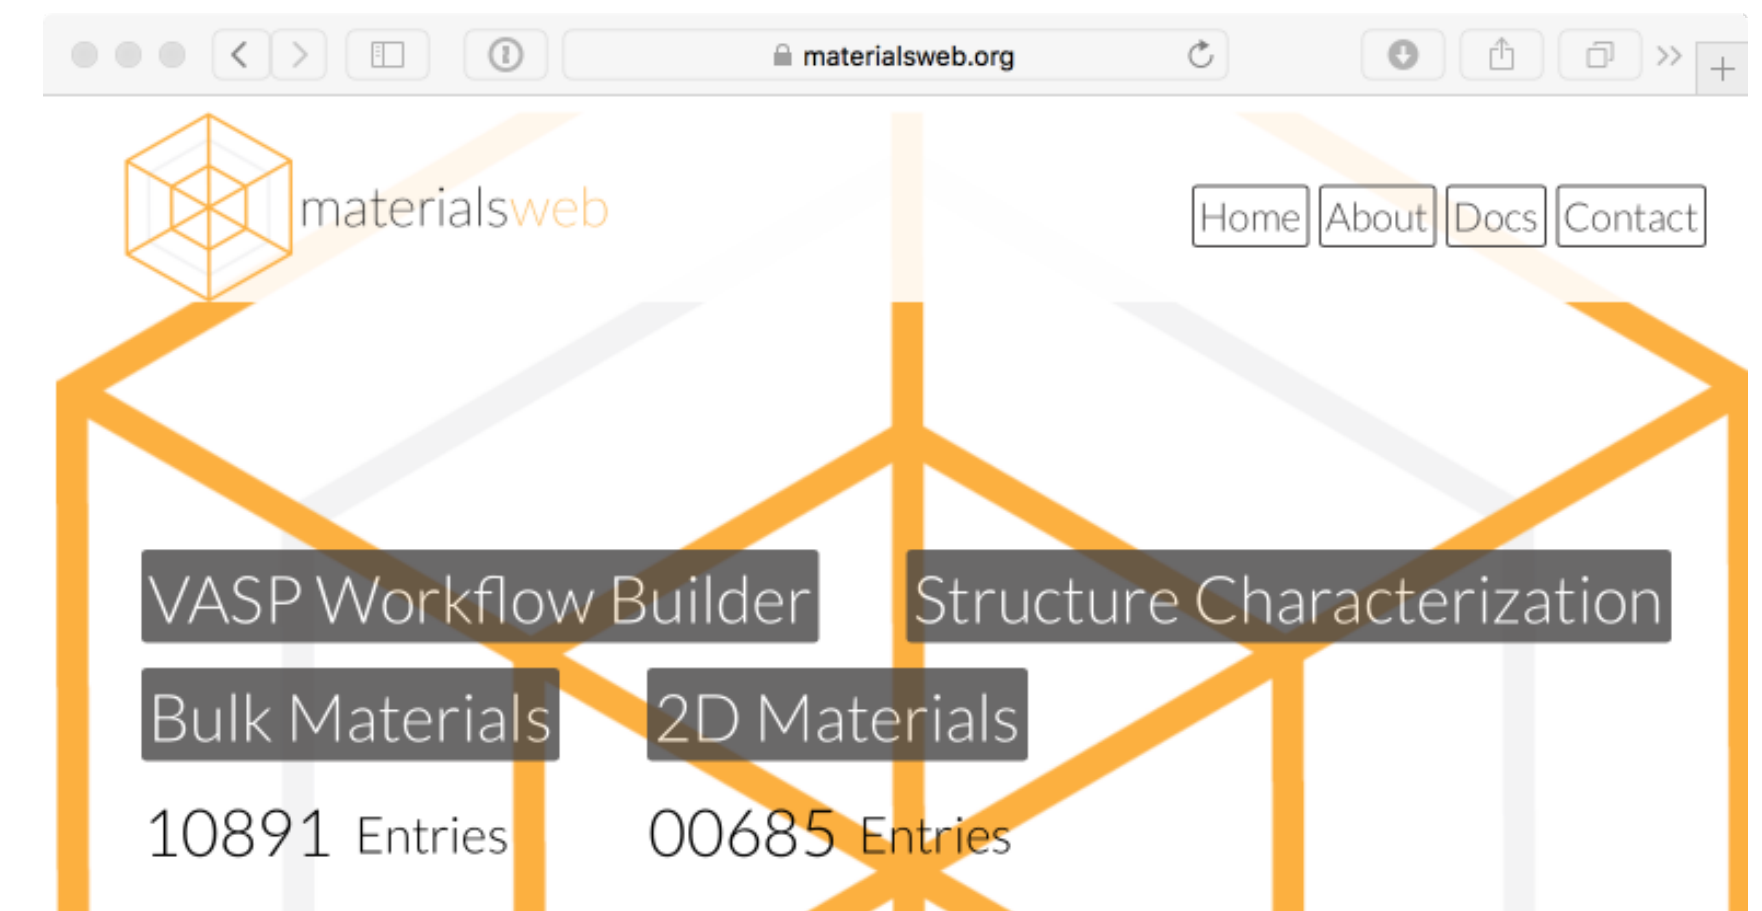 materialsweb.org
materialsweb
Home About Docs Contact
VASP Workflow Builder Structure Characterization
Bulk Materials 2D Materials
10891 Entries 00685 Entries